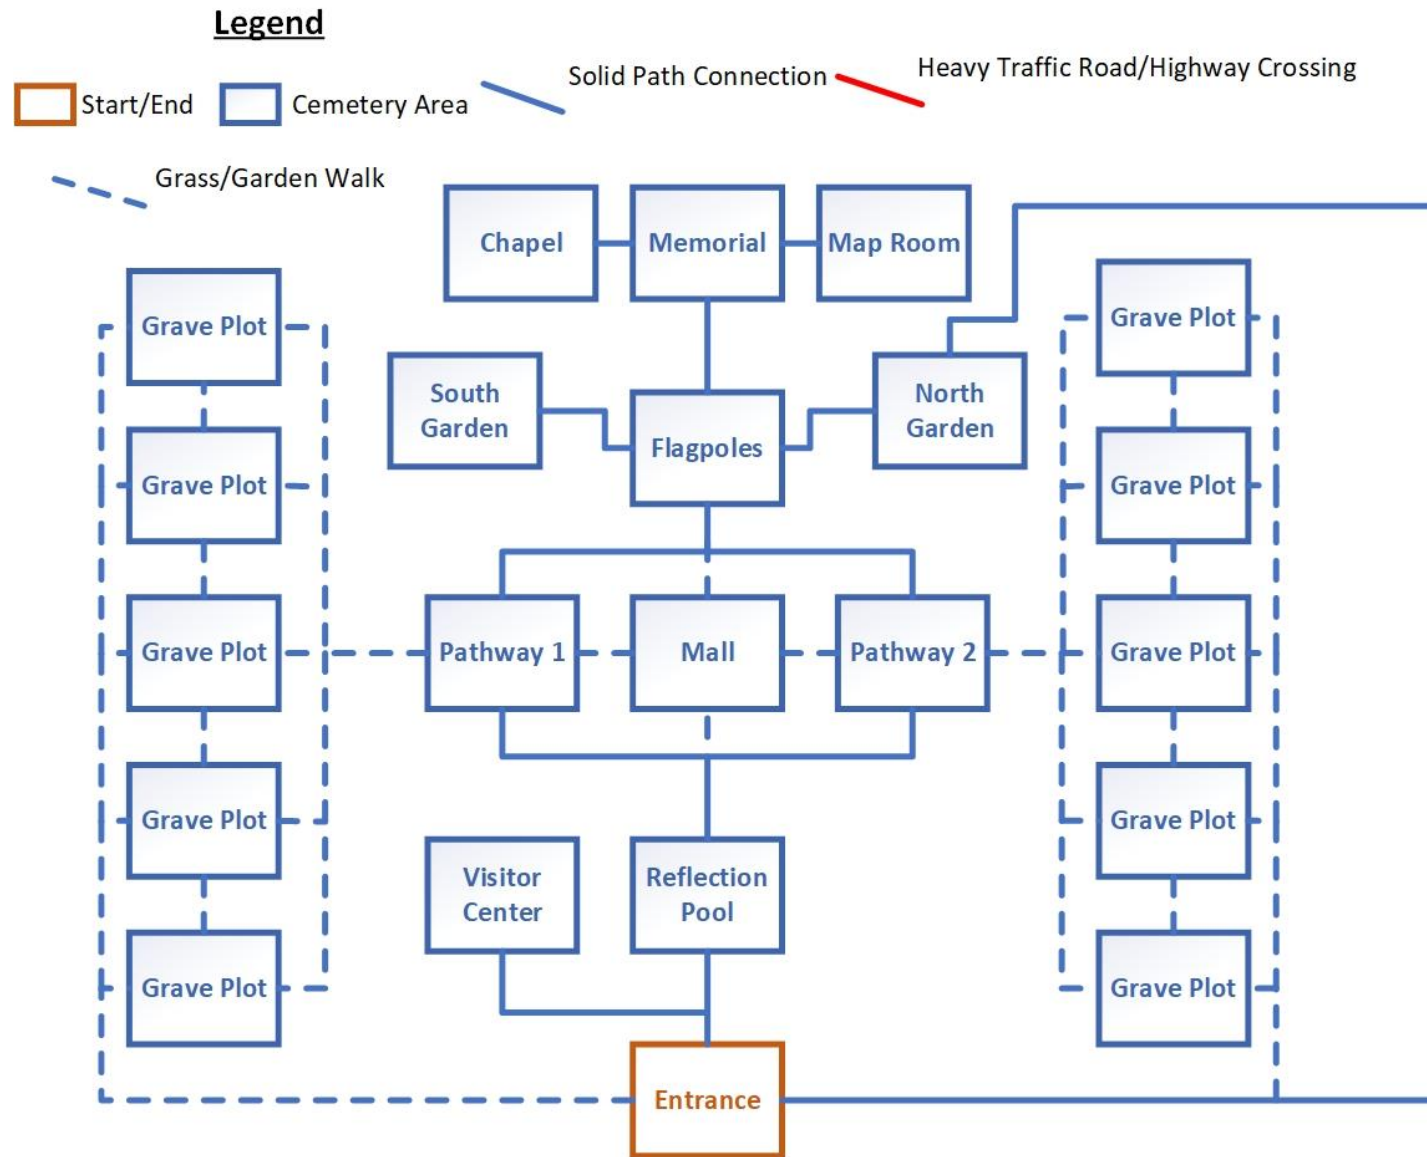 Legend
Start/End
Cemetery Area
Solid Path Connection
Heavy Traffic Road/Highway Crossing
Grass/Garden Walk
Chapel
Memorial
Map Room
Grave Plot
Grave Plot
South
Garden
Flagpoles
North
Garden
Grave Plot
Grave Plot
Grave Plot
Pathway 1
Mall
Pathway 2
Grave Plot
Grave Plot
Grave Plot
Visitor
Center
Reflection
Pool
Grave Plot
Grave Plot
Entrance